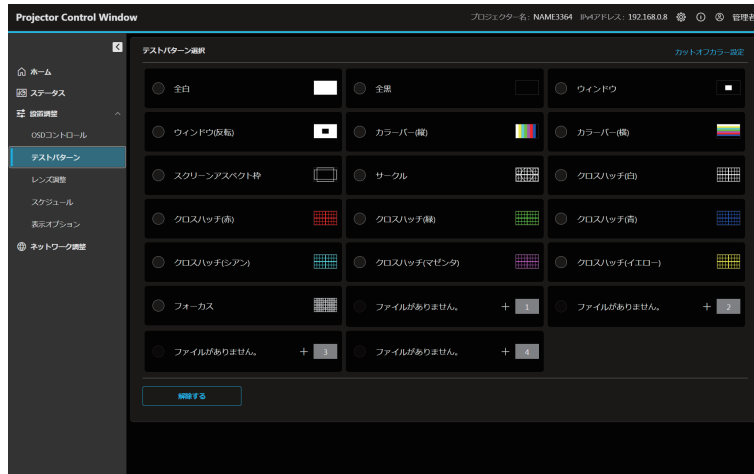 Projector Control Window
プロジェクター名: NAME3364 IPv4アドレス: 192.168.0.8 管理者
テストパターン選択
カットオフカラー設定
ホーム
ステータス
設置調整
OSDコントロール
テストパターン
レンズ調整
スケジュール
表示オプション
ネットワーク調整
全白
全黒
ウィンドウ
ウィンドウ(反転)
カラーバー(縦)
カラーバー(横)
スクリーンアスペクト枠
サークル
クロスハッチ(白)
クロスハッチ(赤)
クロスハッチ(緑)
クロスハッチ(青)
クロスハッチ(シアン)
クロスハッチ(マゼンタ)
クロスハッチ(イエロー)
フォーカス
ファイルがありません。 + 1
ファイルがありません。 + 2
ファイルがありません。 + 3
ファイルがありません。 + 4
解除する